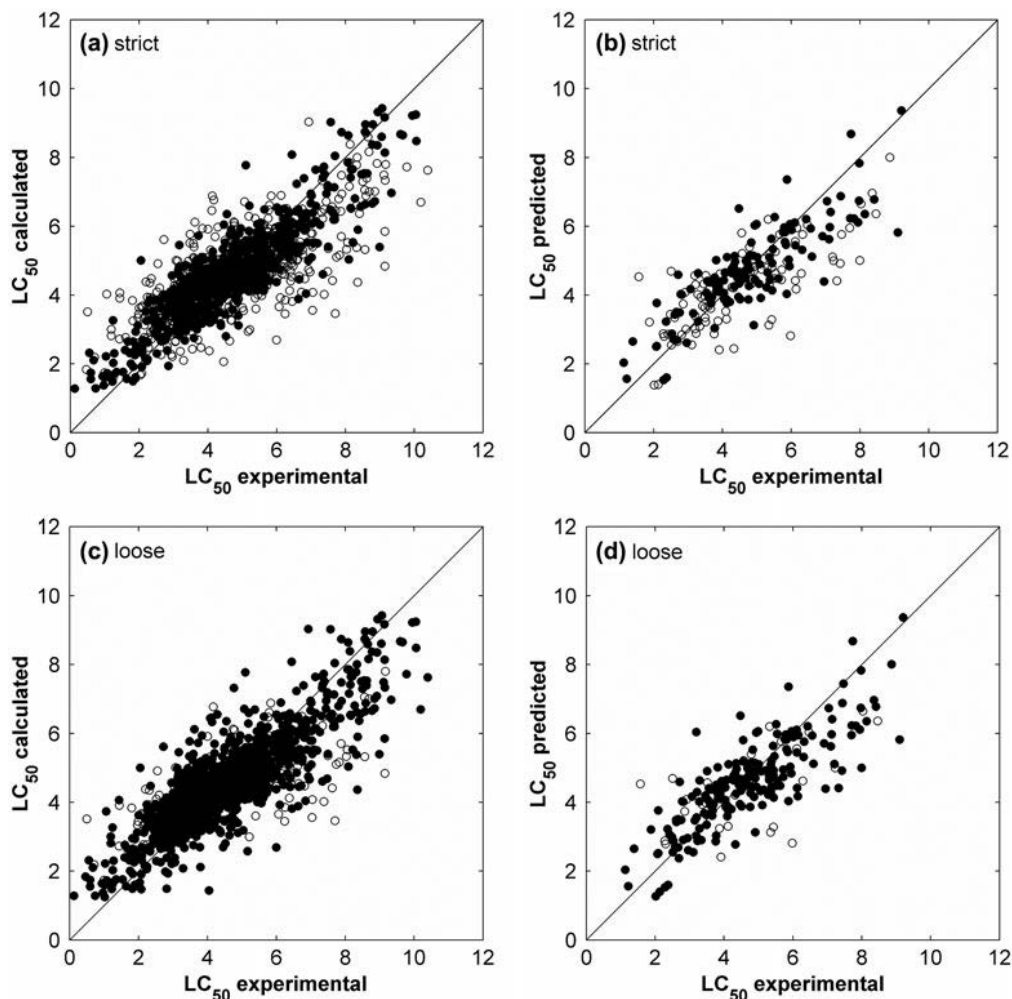 (a) strict
12
10
8
6
4
2
0
LC50 calculated
0 2 4 6 8 10 12
LC50 experimental
(b) strict
12
10
8
6
4
2
0
LC50 predicted
0 2 4 6 8 10 12
LC50 experimental
(c) loose
12
10
8
6
4
2
0
LC50 calculated
0 2 4 6 8 10 12
LC50 experimental
(d) loose
12
10
8
6
4
2
0
LC50 predicted
0 2 4 6 8 10 12
LC50 experimental